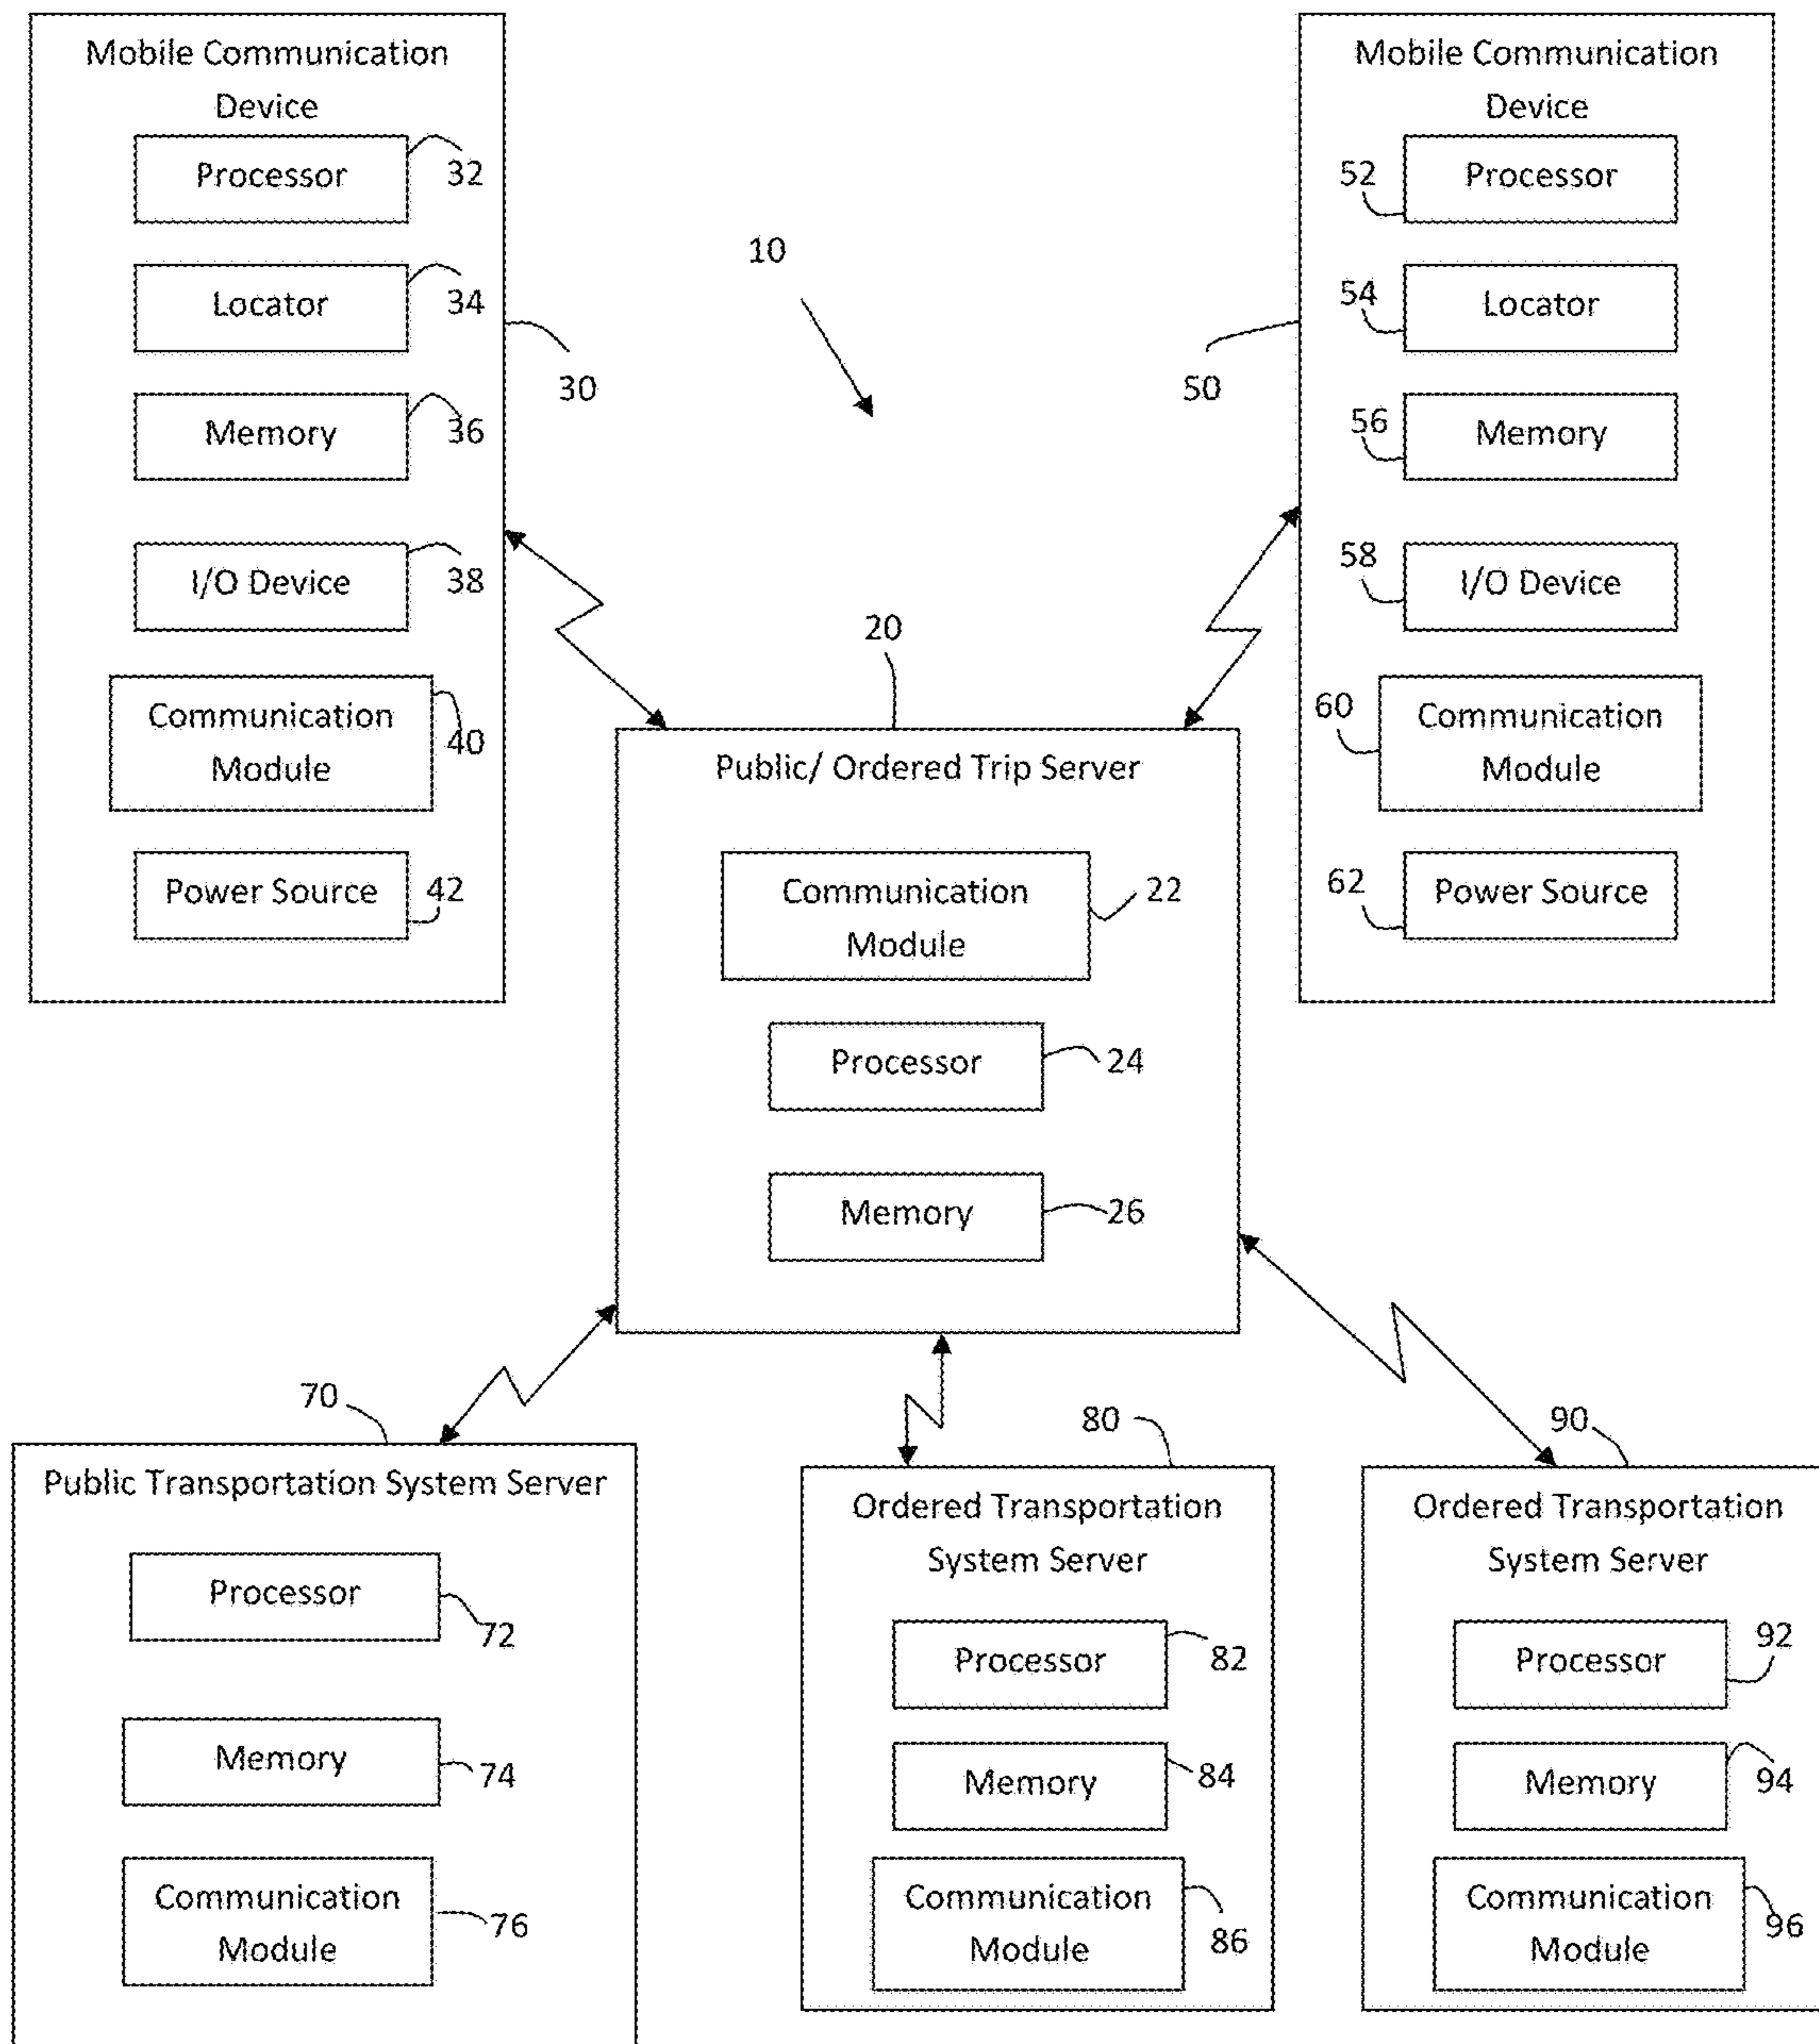 Mobile Communication
Device
Processor
32
Locator
34
30
Memory
36
I/O Device
38
Communication
Module
40
Power Source
42
10
Mobile Communication
Device
52
Processor
54
Locator
50
56
Memory
58
I/O Device
60
Communication
Module
62
Power Source
20
Public/ Ordered Trip Server
Communication
Module
22
Processor
24
Memory
26
70
Public Transportation System Server
Processor
72
Memory
74
Communication
Module
76
80
Ordered Transportation
System Server
Processor
82
Memory
84
Communication
Module
86
90
Ordered Transportation
System Server
Processor
92
Memory
94
Communication
Module
96